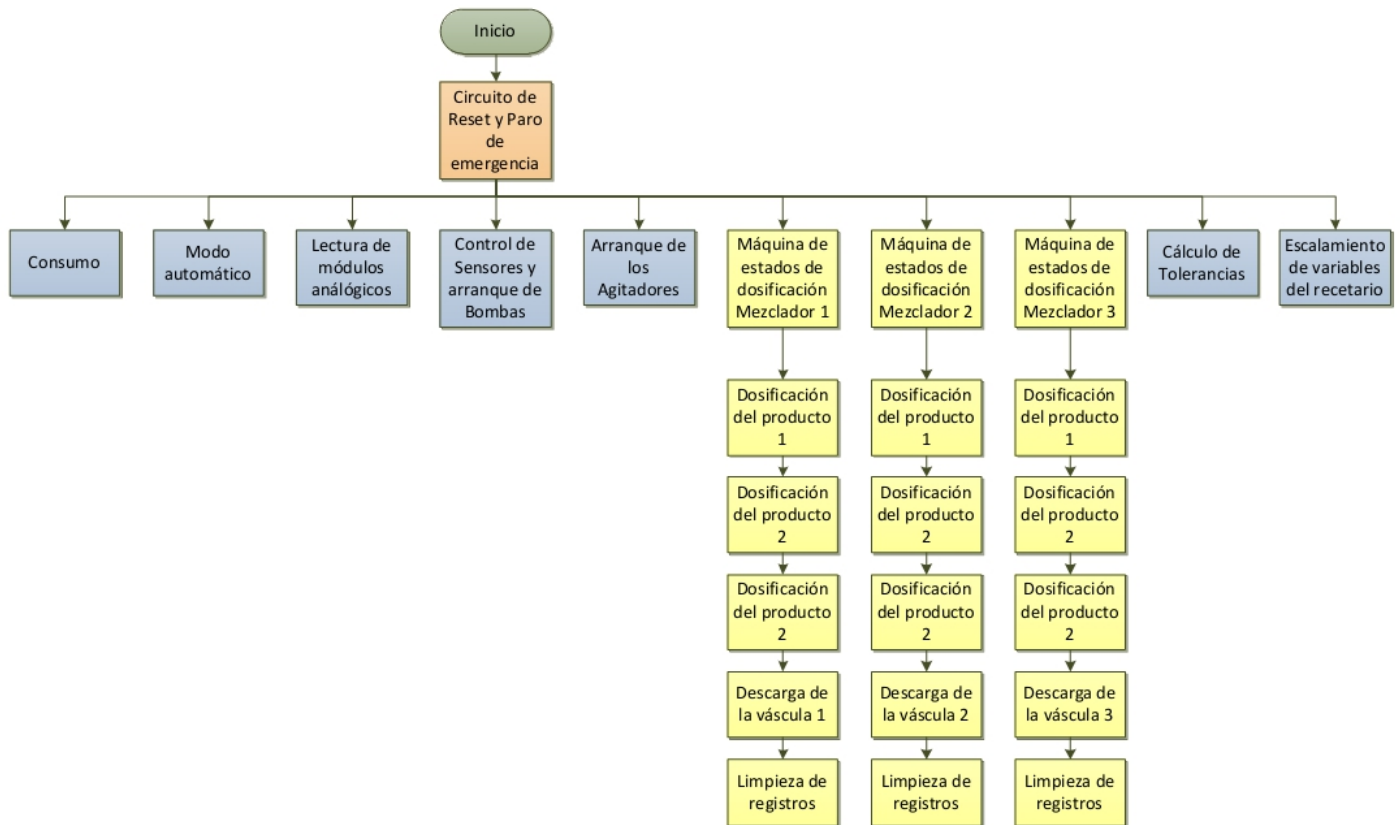 Inicio
Circuito de
Reset y Paro
de
emergencia
Consumo
Modo
automático
Lectura de
módulos
análógicos
Control de
Sensores y
arranque de
Bombas
Arranque de
los
Agitadores
Máquina de
estados de
dosificación
Mezclador 1
Máquina de
estados de
dosificación
Mezclador 2
Máquina de
estados de
dosificación
Mezclador 3
Cálculo de
Tolerancias
Escalamiento
de variables
del recetario
Dosificación
del producto
1
Dosificación
del producto
1
Dosificación
del producto
1
Dosificación
del producto
2
Dosificación
del producto
2
Dosificación
del producto
2
Dosificación
del producto
2
Dosificación
del producto
2
Dosificación
del producto
2
Descarga de
la váscula 1
Descarga de
la váscula 2
Descarga de
la váscula 3
Limpieza de
registros
Limpieza de
registros
Limpieza de
registros